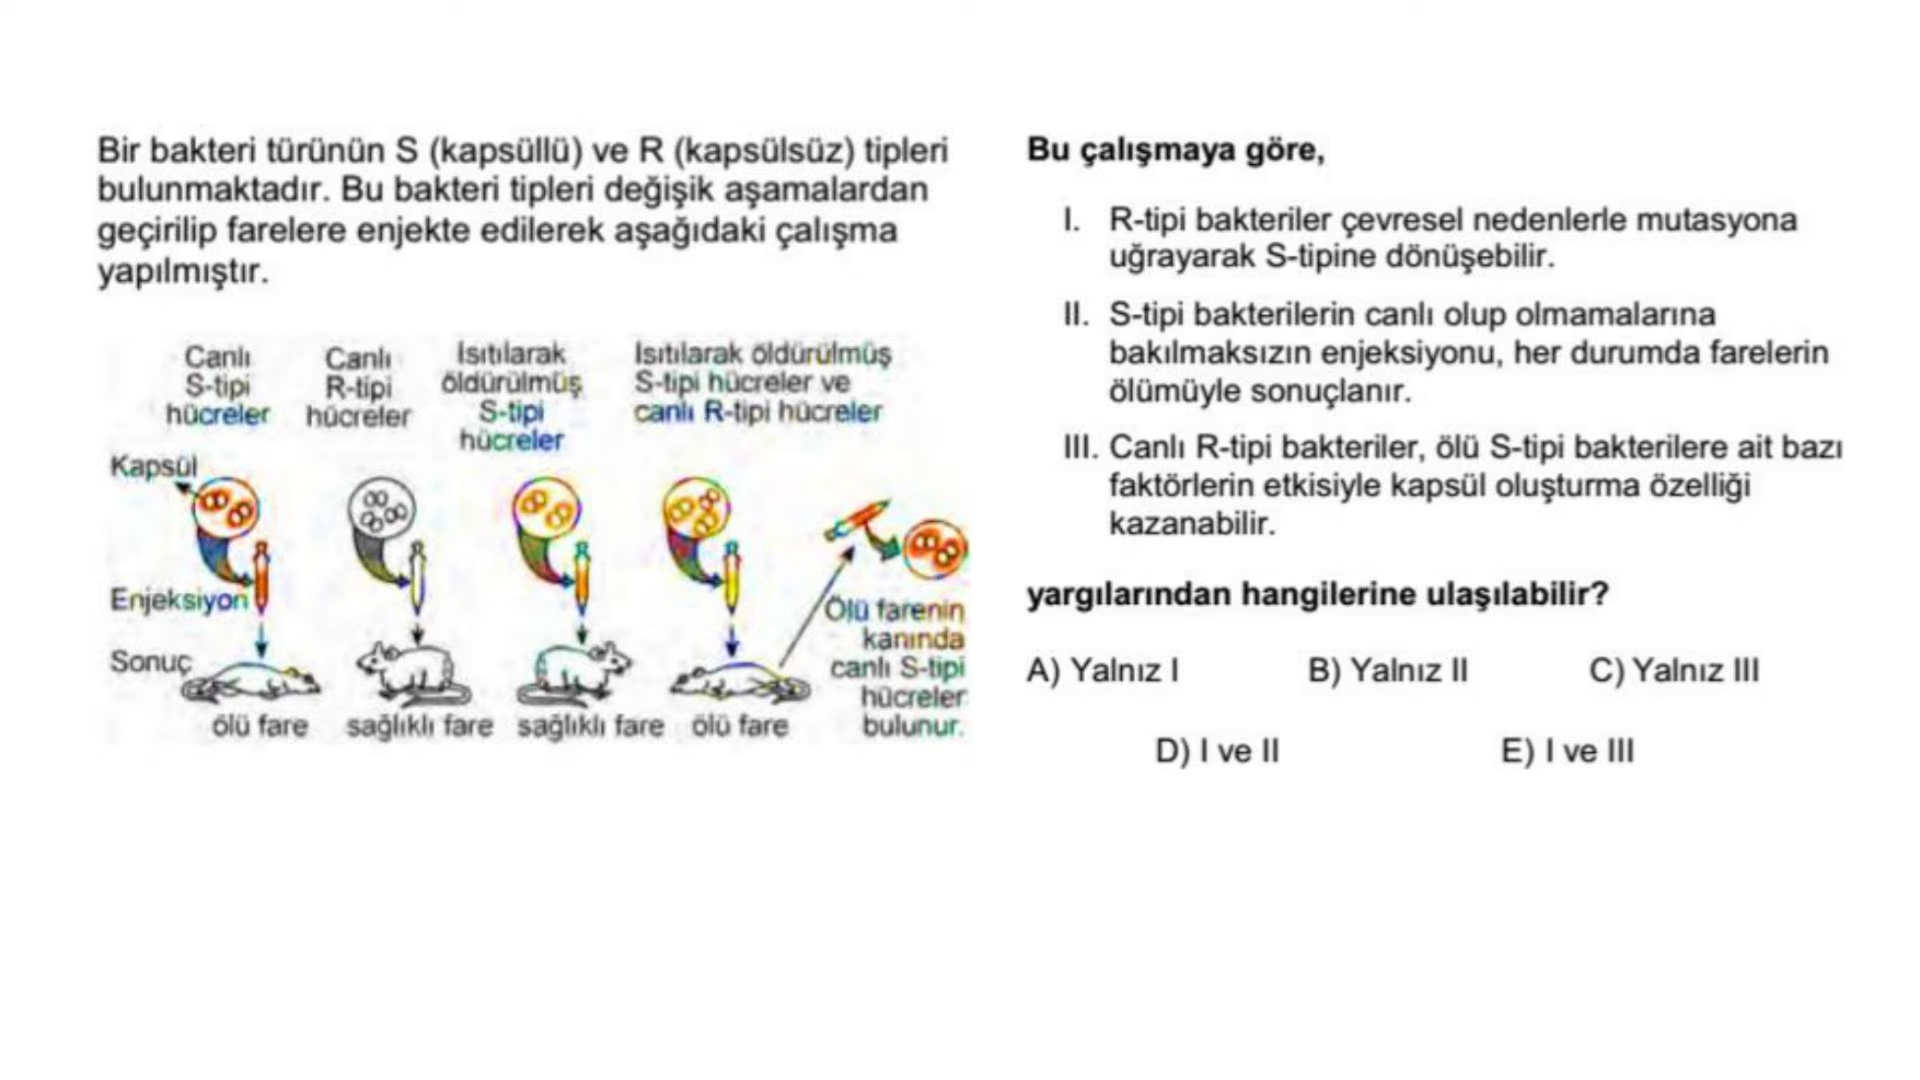 Bir bakteri türünün S (kapsüllü) ve R (kapsülsüz) tipleri
bulunmaktadır. Bu bakteri tipleri değişik aşamalardan
geçirilip farelere enjekte edilerek aşağıdaki çalışma
yapılmıştır.
Canlı
S-tipi
hücreler
Canlı
R-tipi
hücreler
Isıtılarak
öldürülmüş
S-tipi
hücreler
Isıtılarak öldürülmüş
S-tipi hücreler ve
canlı R-tipi hücreler
Kapsül
Enjeksiyon
Sonuç
ölü fare
sağlıklı fare
sağlıklı fare
ölü fare
Ölü farenin
kanında
canlı S-tipi
hücreler
bulunur.
Bu çalışmaya göre,
I. R-tipi bakteriler çevresel nedenlerle mutasyona
uğrayarak S-tipine dönüşebilir.
II. S-tipi bakterilerin canlı olup olmamalarına
bakılmaksızın enjeksiyonu, her durumda farelerin
ölümüyle sonuçlanır.
III. Canlı R-tipi bakteriler, ölü S-tipi bakterilere ait bazı
faktörlerin etkisiyle kapsül oluşturma özelliği
kazanabilir.
yargılarından hangilerine ulaşılabilir?
A) Yalnız I B) Yalnız II C) Yalnız III
D) I ve II E) I ve III